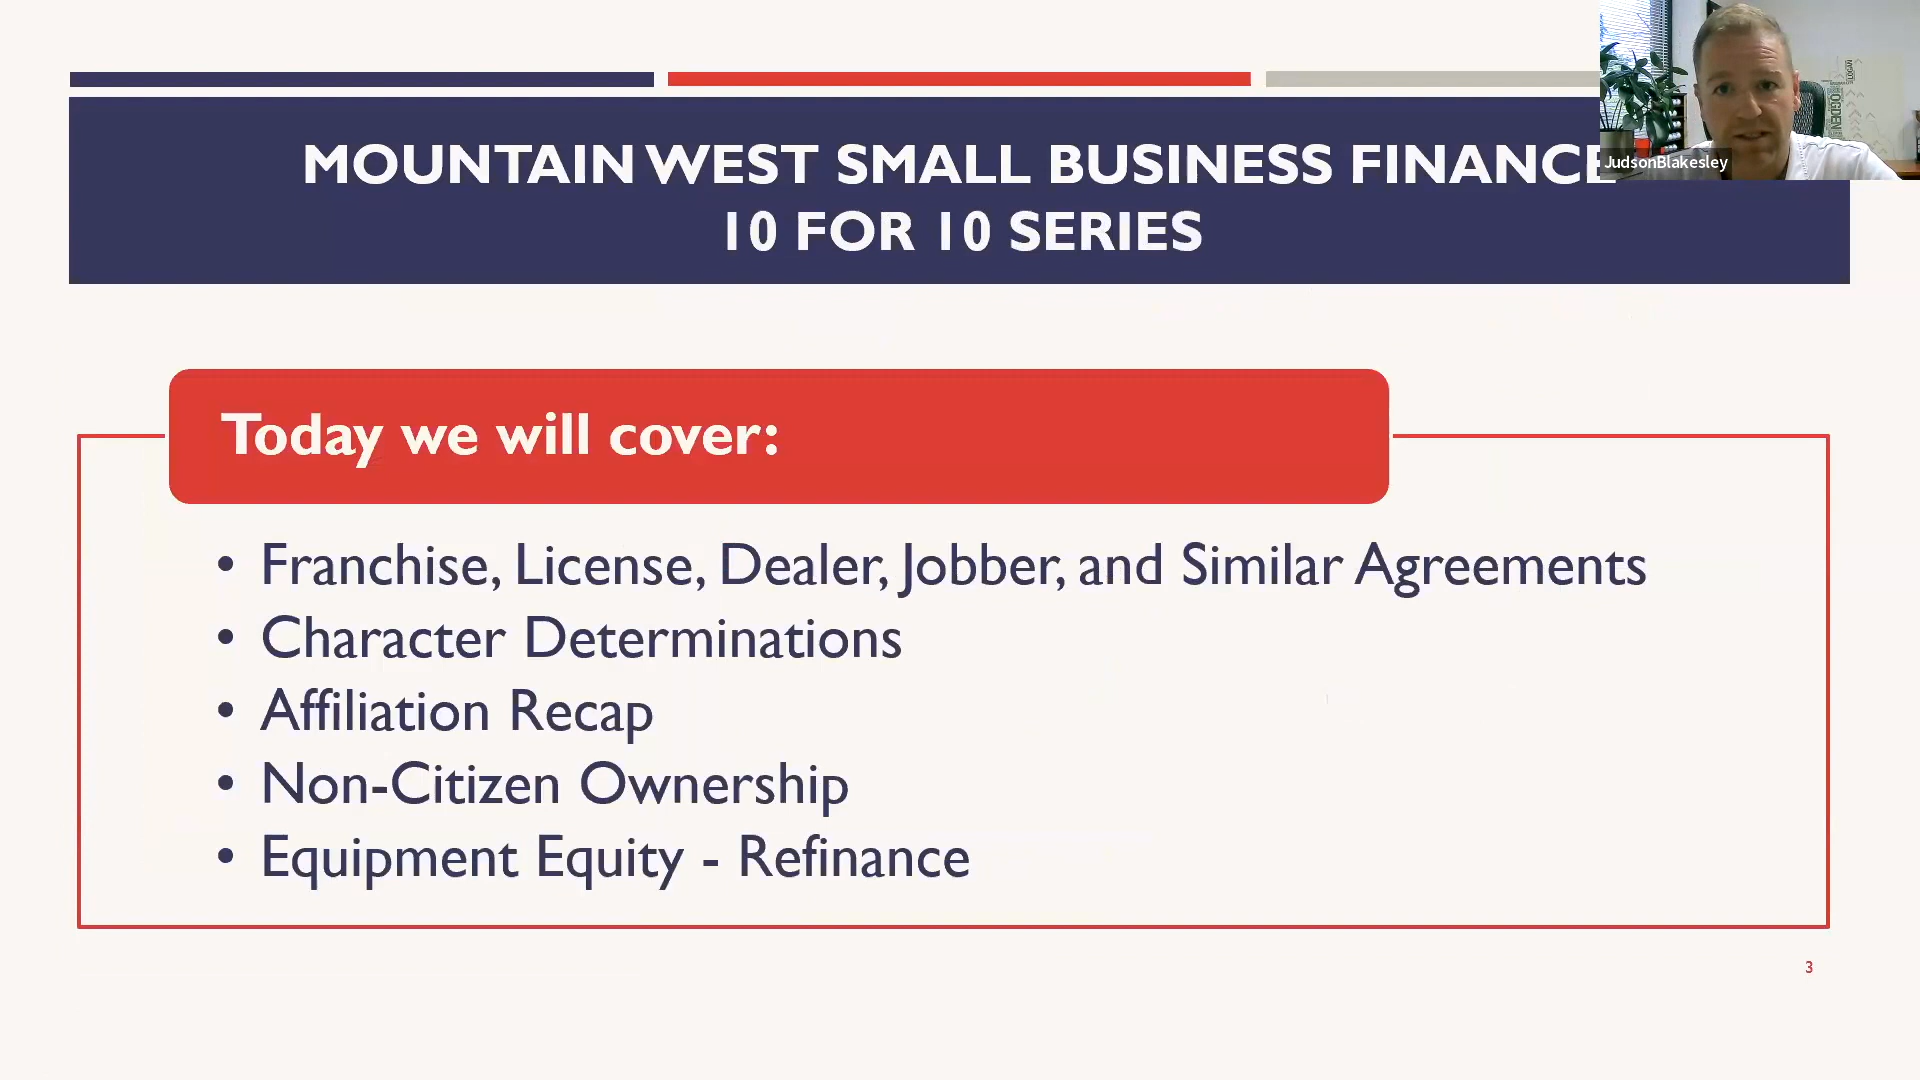 MOUNTAIN WEST SMALL BUSINESS FINANCE
10 FOR 10 SERIES
JudsonBlakesley
Today we will cover:
• Franchise, License, Dealer, Jobber, and Similar Agreements
• Character Determinations
• Affiliation Recap
• Non-Citizen Ownership
• Equipment Equity - Refinance
3
OGDEN